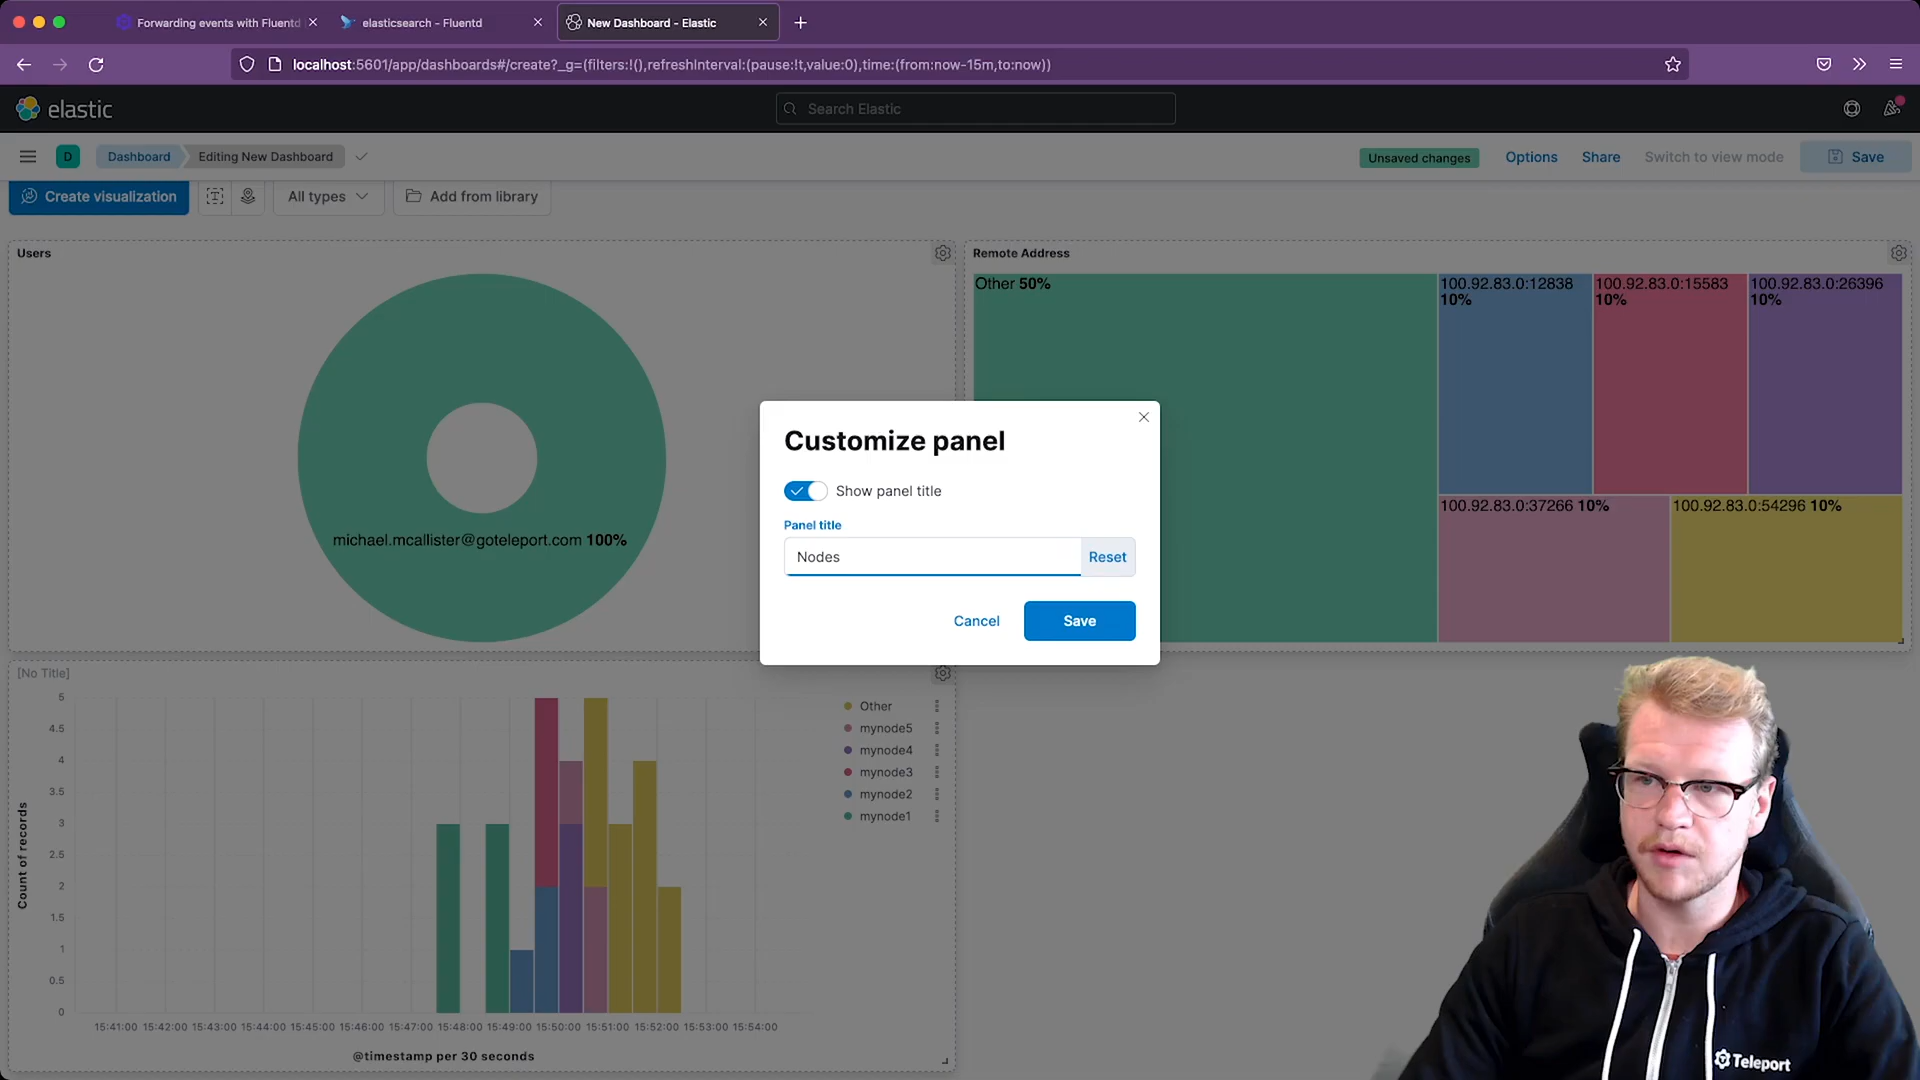 Forwarding events with Fluentd
elasticsearch - Fluentd
New Dashboard - Elastic
localhost:5601/app/dashboards#/create?_g=(filters:!(),refreshInterval:(pause:!t,value:0),time:(from:now-15m,to:now))
elastic
Search Elastic
D
Dashboard
Editing New Dashboard
Unsaved changes
Options
Share
Switch to view mode
Save
Create visualization
All types
Add from library
Users
michael.mcallister@goteleport.com 100%
Remote Address
Other 50%
100.92.83.0:12838
10%
100.92.83.0:15583
10%
100.92.83.0:26396
10%
100.92.83.0:37266 10%
100.92.83.0:54296 10%
Customize panel
Show panel title
Panel title
Nodes
Reset
Cancel
Save
[No Title]
5
4.5
4
3.5
3
2.5
2
1.5
1
0.5
0
Count of records
15:41:00 15:42:00 15:43:00 15:44:00 15:45:00 15:46:00 15:47:00 15:48:00 15:49:00 15:50:00 15:51:00 15:52:00 15:53:00 15:54:00
@timestamp per 30 seconds
Other
mynode5
mynode4
mynode3
mynode2
mynode1
Teleport